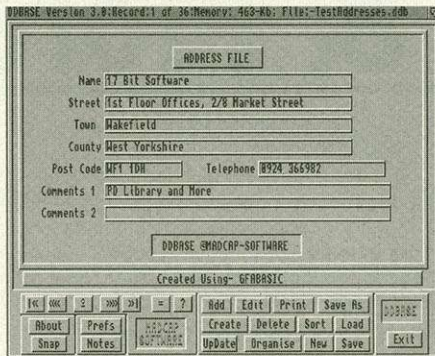 DDBASE Version 3.0:Record:1 of 36:Memory: 463-Kb: File:-TestAddresses.ddb
ADDRESS FILE
Name 17 Bit Software
Street 1st Floor Offices, 2/8 Market Street
Town Wakefield
County West Yorkshire
Post Code WF1 1DH Telephone 0924 366982
Comments 1 PD Library and More
Comments 2
DDBASE @MADCAP-SOFTWARE
Created Using- GFABASIC
|<< <<< >>> >>| = ?
Add Edit Print Save As DDBASE
About Prefs MADCAP SOFTWARE Create Delete Sort Load
Snap Notes UpDate Organise New Save Exit